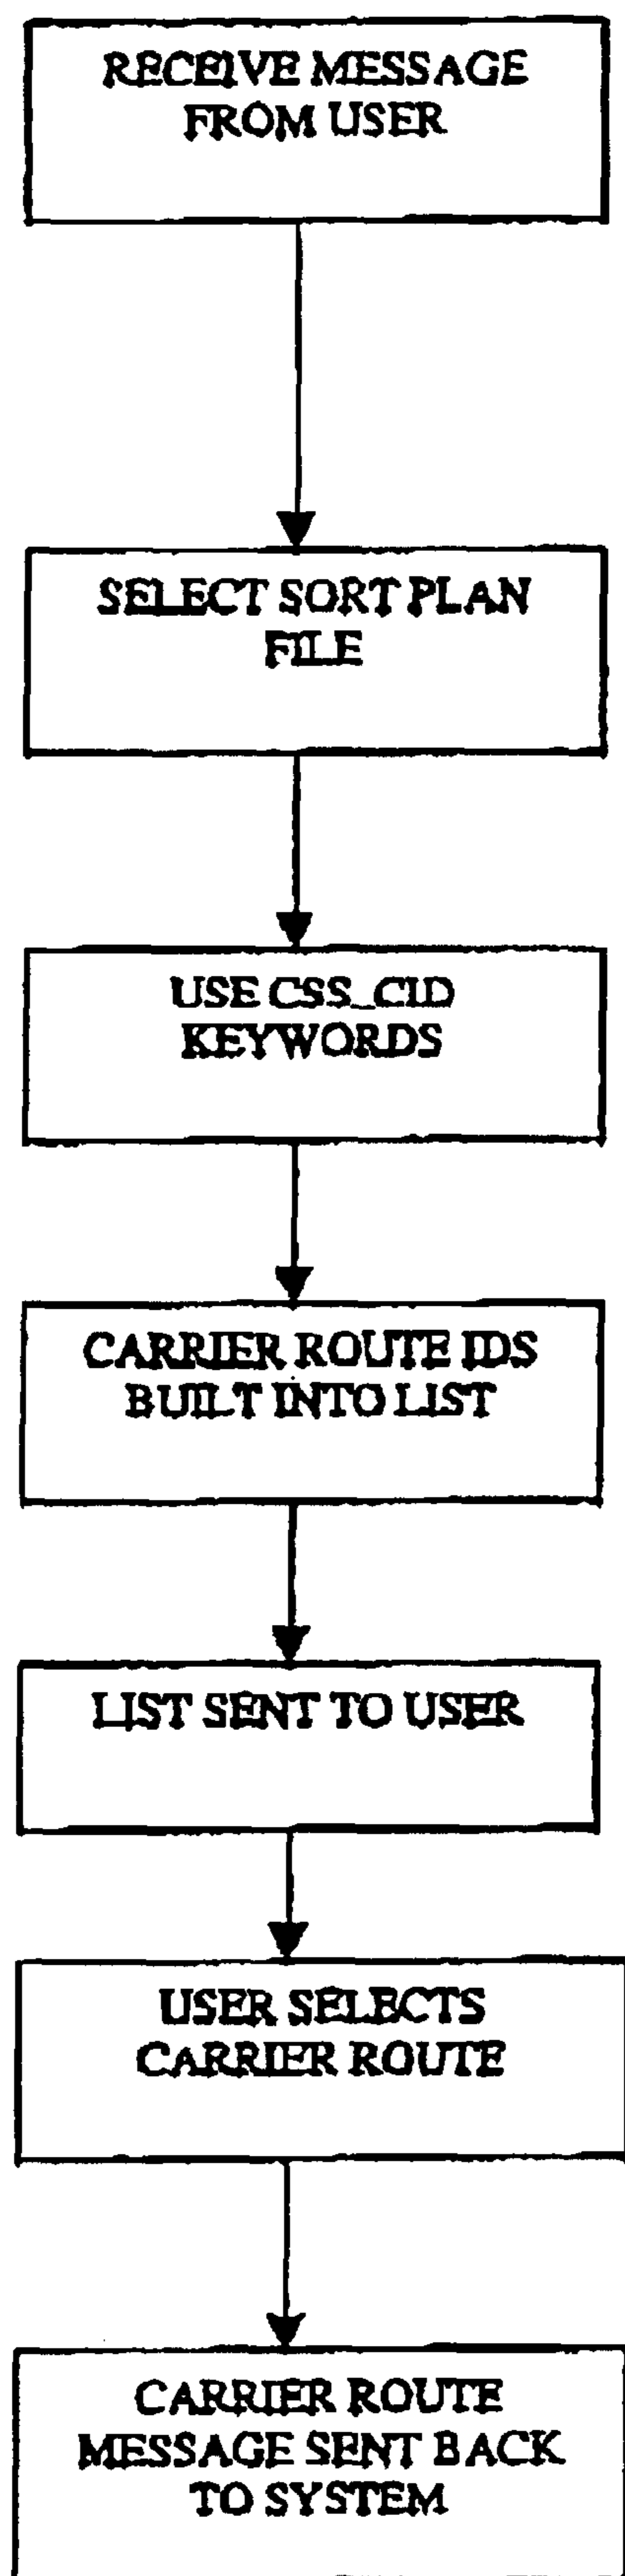 RECEIVE MESSAGE
FROM USER
SELECT SORT PLAN
FILE
USE CSS_CID
KEYWORDS
CARRIER ROUTE IDS
BUILT INTO LIST
LIST SENT TO USER
USER SELECTS
CARRIER ROUTE
CARRIER ROUTE
MESSAGE SENT BACK
TO SYSTEM